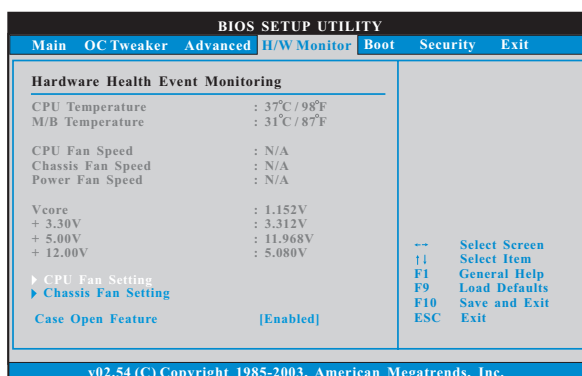 BIOS SETUP UTILITY
Main OC Tweaker Advanced H/W Monitor Boot Security Exit
Hardware Health Event Monitoring
CPU Temperature : 37°C / 98°F
M/B Temperature : 31°C / 87°F
CPU Fan Speed : N/A
Chassis Fan Speed : N/A
Power Fan Speed : N/A
Vcore : 1.152V
+ 3.30V : 3.312V
+ 5.00V : 11.968V
+ 12.00V : 5.080V
CPU Fan Setting
Chassis Fan Setting
Case Open Feature [Enabled]
←→ Select Screen
↑↓ Select Item
F1 General Help
F9 Load Defaults
F10 Save and Exit
ESC Exit
v02.54 (C) Copyright 1985-2003, American Megatrends, Inc.